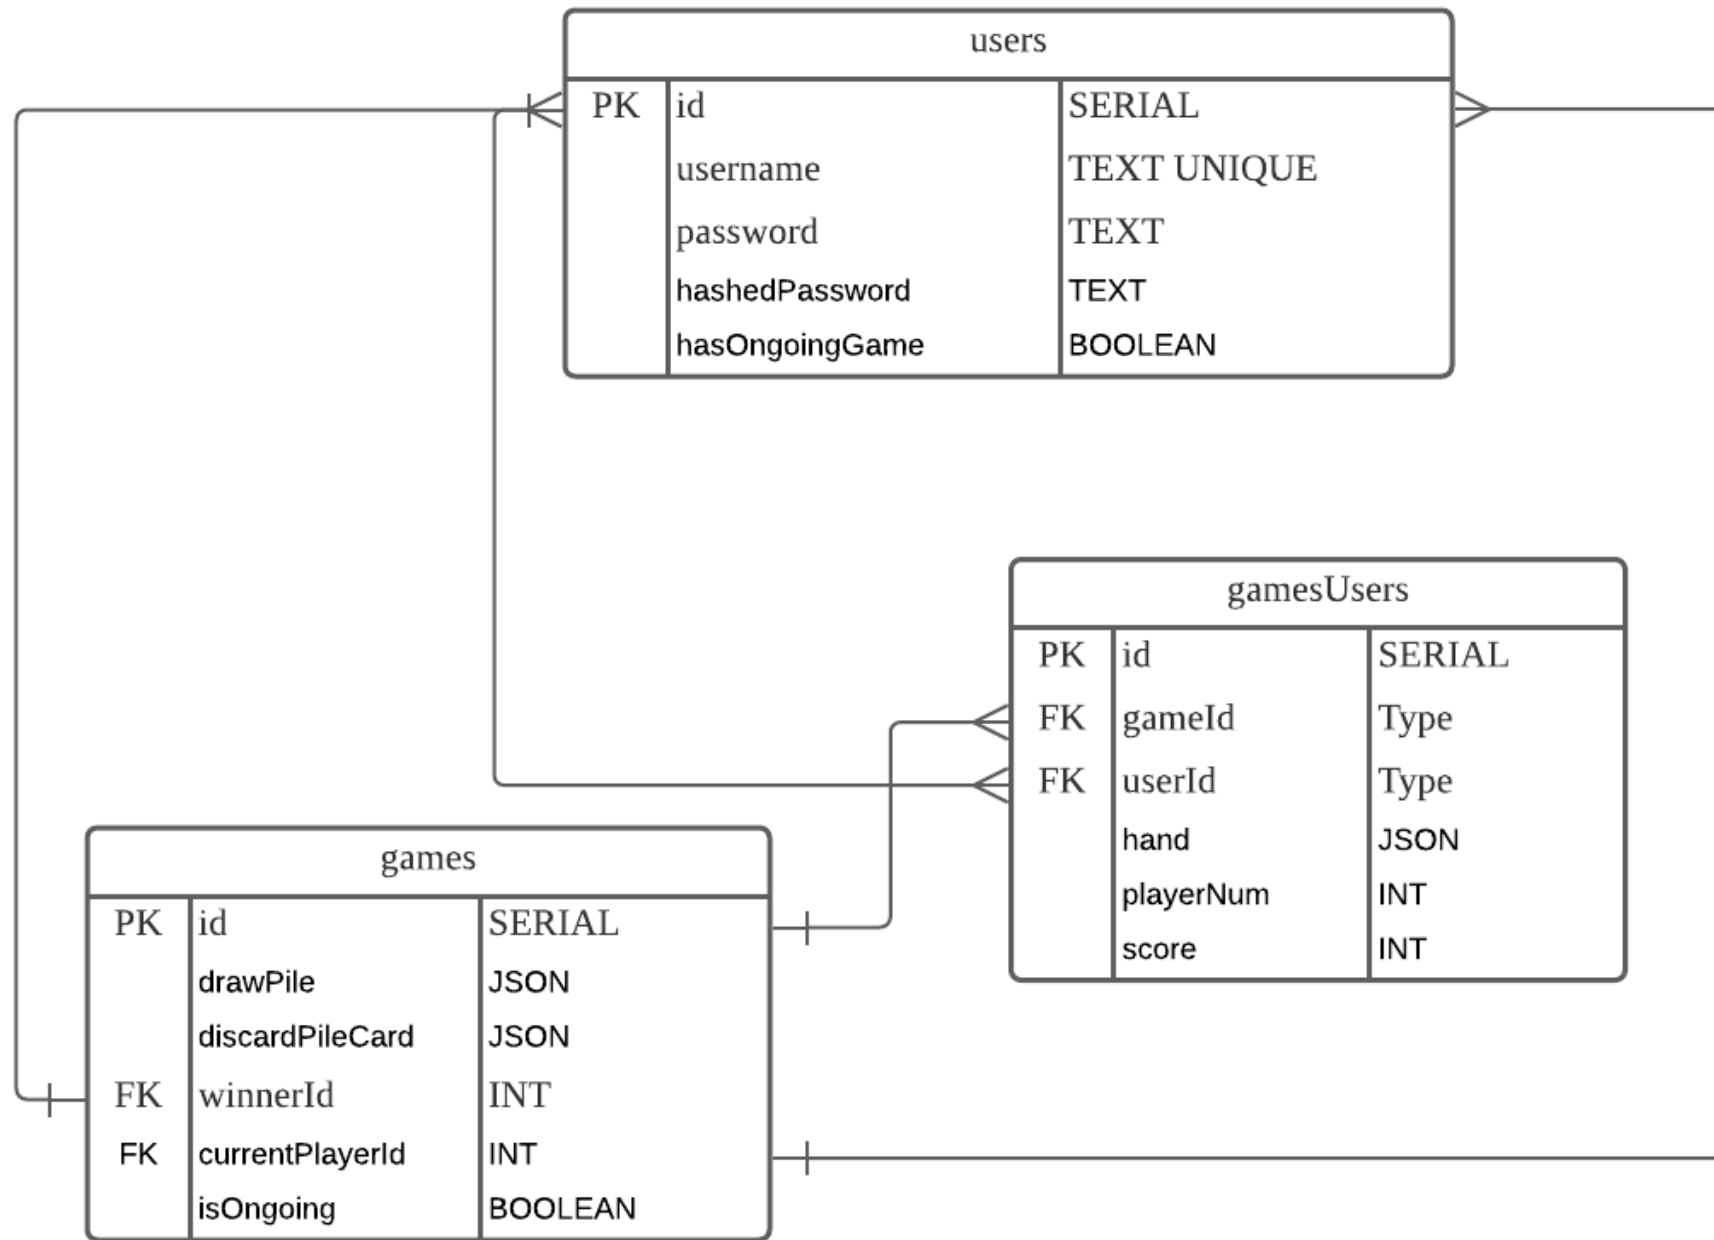 users
PK id SERIAL
username TEXT UNIQUE
password TEXT
hashedPassword TEXT
hasOngoingGame BOOLEAN
gamesUsers
PK id SERIAL
FK gameId Type
FK userId Type
hand JSON
playerNum INT
score INT
games
PK id SERIAL
drawPile JSON
discardPileCard JSON
FK winnerId INT
FK currentPlayerId INT
isOngoing BOOLEAN